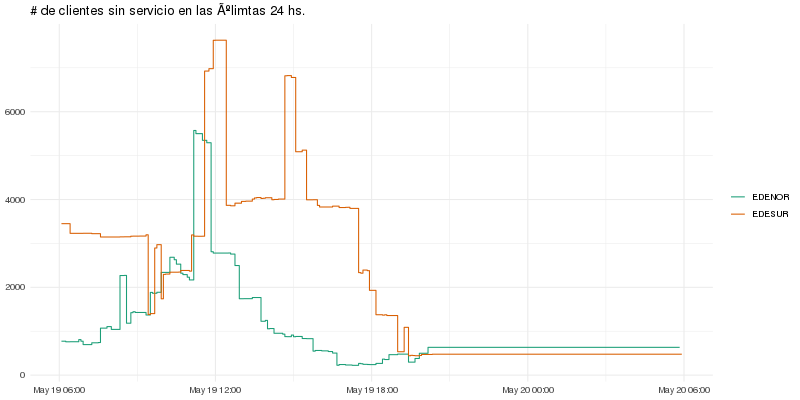 # de clientes sin servicio en las Ãºlimtas 24 hs.
6000
4000
2000
0
May 19 06:00
May 19 12:00
May 19 18:00
May 20 00:00
May 20 06:00
EDENOR
EDESUR